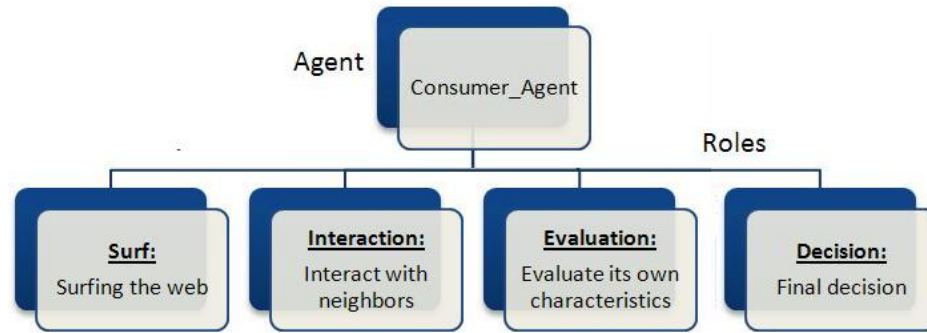 Agent
Consumer_Agent
Roles
Surf:
Surfing the web
Interaction:
Interact with
neighbors
Evaluation:
Evaluate its own
characteristics
Decision:
Final decision